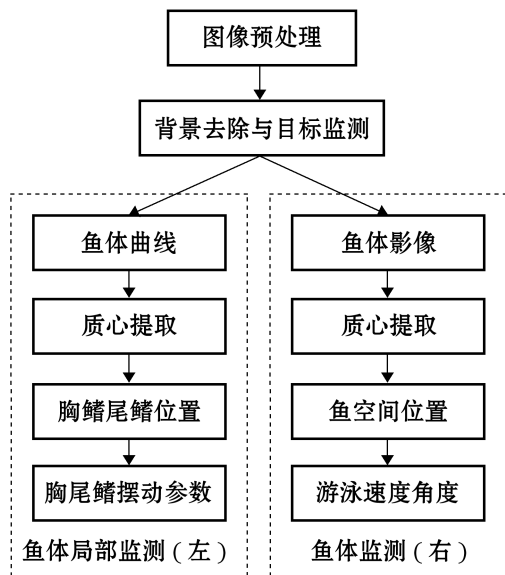 图像预处理
背景去除与目标监测
鱼体曲线
质心提取
胸鳍尾鳍位置
胸尾鳍摆动参数
鱼体局部监测(左)
鱼体影像
质心提取
鱼空间位置
游泳速度角度
鱼体监测(右)